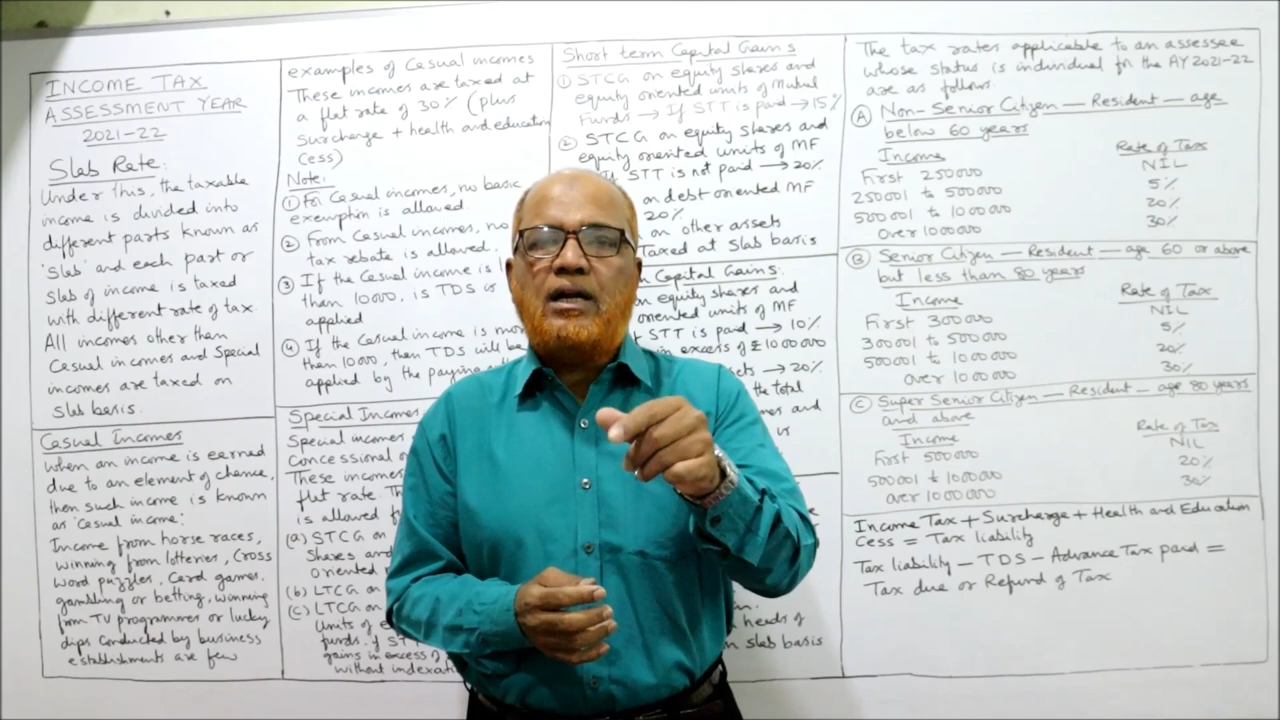 INCOME TAX
ASSESSMENT YEAR
2021-22
Slab Rate:
Under this, the taxable
income is divided into
different parts known as
'slab' and each part or
slab of income is taxed
with different rate of tax.
All incomes other than
Casual incomes and Special
incomes are taxed on
slab basis.
Casual Incomes
When an income is earned
due to an element of chance,
then such income is known
as 'Casual income'.
Income from horse races,
winning from lotteries, Cross
word puzzles, Card games,
gambling or betting, winning
from TV programmes or lucky
dips conducted by business
establishments are few
examples of Casual incomes
These incomes are taxed at
a flat rate of 30% (plus
surcharge + health and education
cess)
Note:
① For Casual incomes, no basic
exemption is allowed
② From Casual incomes, no
tax rebate is allowed.
③ If the Casual income is
than 10000, is TDS is
applied
④ If the Casual income is
then 10000, then TDS will be
applied by the paying
Special Incomes
Special incomes
Concessional
These incomes
flat rate.
is allowed
(a) STCG on
shares and
oriented
(b) LTCG on
(c) LTCG on
units of
funds. if
gains in excess of
without
Short term Capital Gains
① STCG on equity shares and
equity oriented units of Mutual
Funds → If STT is paid → 15%
② STCG on equity shares and
equity oriented units of MF
If STT is not paid → 20%
on debt oriented MF
20%
on other assets
Taxed at slab basis
Capital Gains:
on equity shares and
oriented units of MF
STT is paid → 10%
in excess of ₹ 1000000
→ 20%
the total
and
heads of
on slab basis
The tax rates applicable to an assessee
whose status is individual for the AY 2021-22
are as follows.
Ⓐ Non-Senior Citizen — Resident — age
below 60 years
Income Rate of Tax
First 250000 NIL
250001 to 500000 5%
500001 to 1000000 20%
Over 1000000 30%
Ⓑ Senior Citizen — Resident — age 60 or above
but less than 80 years
Income Rate of Tax
First 300000 NIL
300001 to 500000 5%
500001 to 1000000 20%
over 1000000 30%
Ⓒ Super Senior Citizen — Resident — age 80 years
and above
Income Rate of Tax
First 500000 NIL
500001 to 1000000 20%
over 1000000 30%
Income Tax + Surcharge + Health and Education
Cess = Tax liability
Tax liability — TDS — Advance Tax paid =
Tax due or Refund of Tax